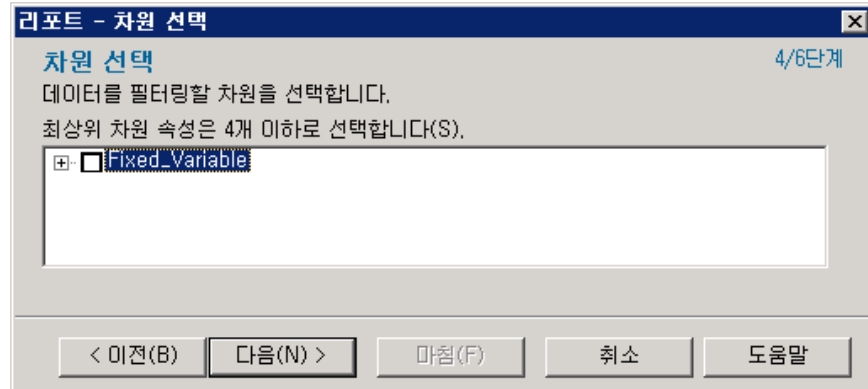 리포트 - 차원 선택
차원 선택
4/6단계
데이터를 필터링할 차원을 선택합니다.
최상위 차원 속성은 4개 이하로 선택합니다(S).
Fixed_Variable
< 이전(B)
다음(N) >
마침(F)
취소
도움말